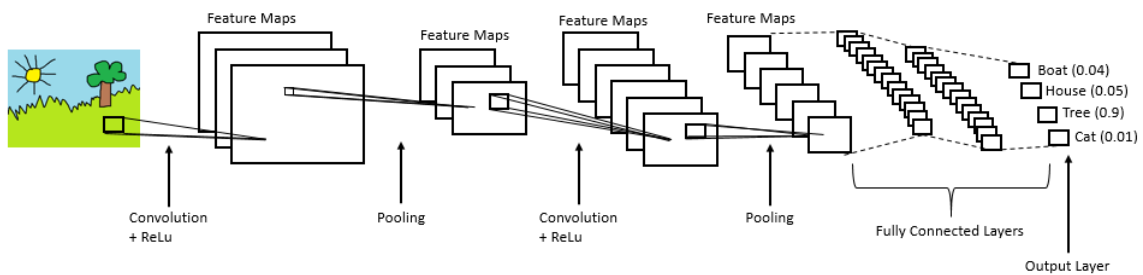 Feature Maps
Feature Maps
Feature Maps
Feature Maps
Boat (0.04)
House (0.05)
Tree (0.9)
Cat (0.01)
Convolution
+ ReLu
Pooling
Convolution
+ ReLu
Pooling
Fully Connected Layers
Output Layer